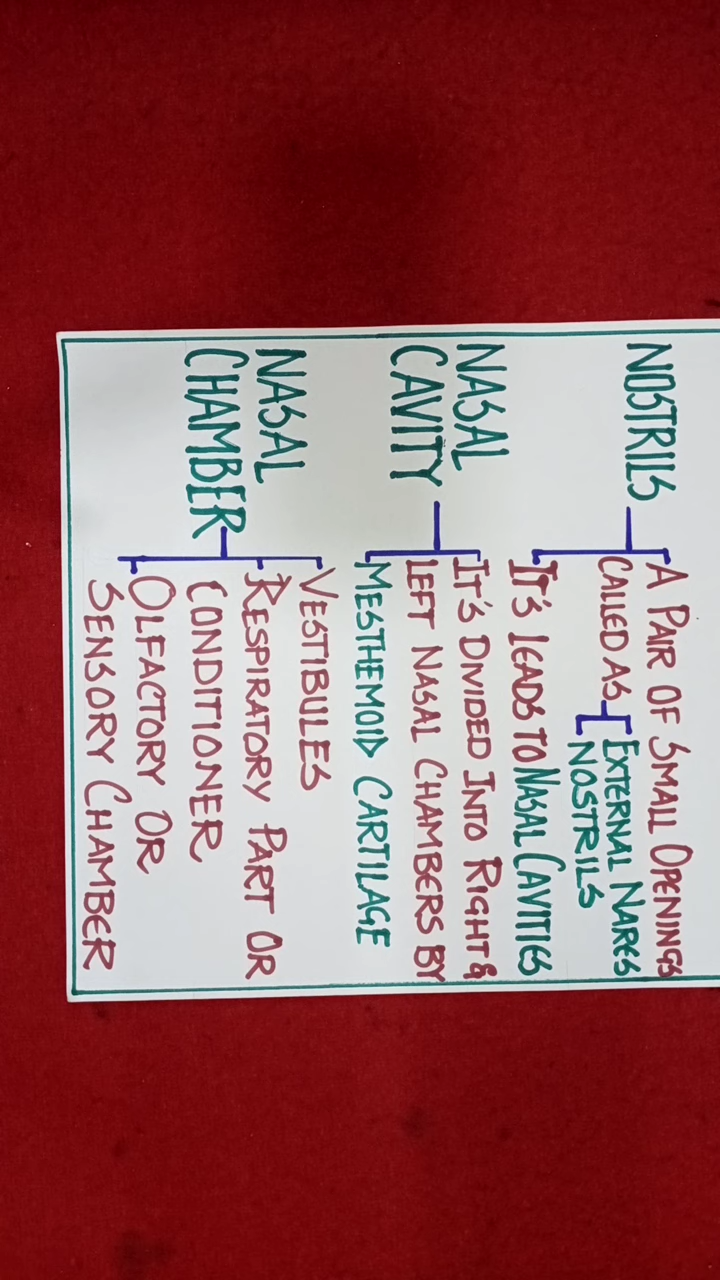 NOSTRILS
A PAIR OF SMALL OPENINGS
CALLED AS
EXTERNAL NARES
NOSTRILS
IT'S LEADS TO NASAL CAVITIES
NASAL
CAVITY
IT'S DIVIDED INTO RIGHT &
LEFT NASAL CHAMBERS BY
MESTHEMOID CARTILAGE
NASAL
CHAMBER
VESTIBULES
RESPIRATORY PART OR
CONDITIONER
OLFACTORY OR
SENSORY CHAMBER